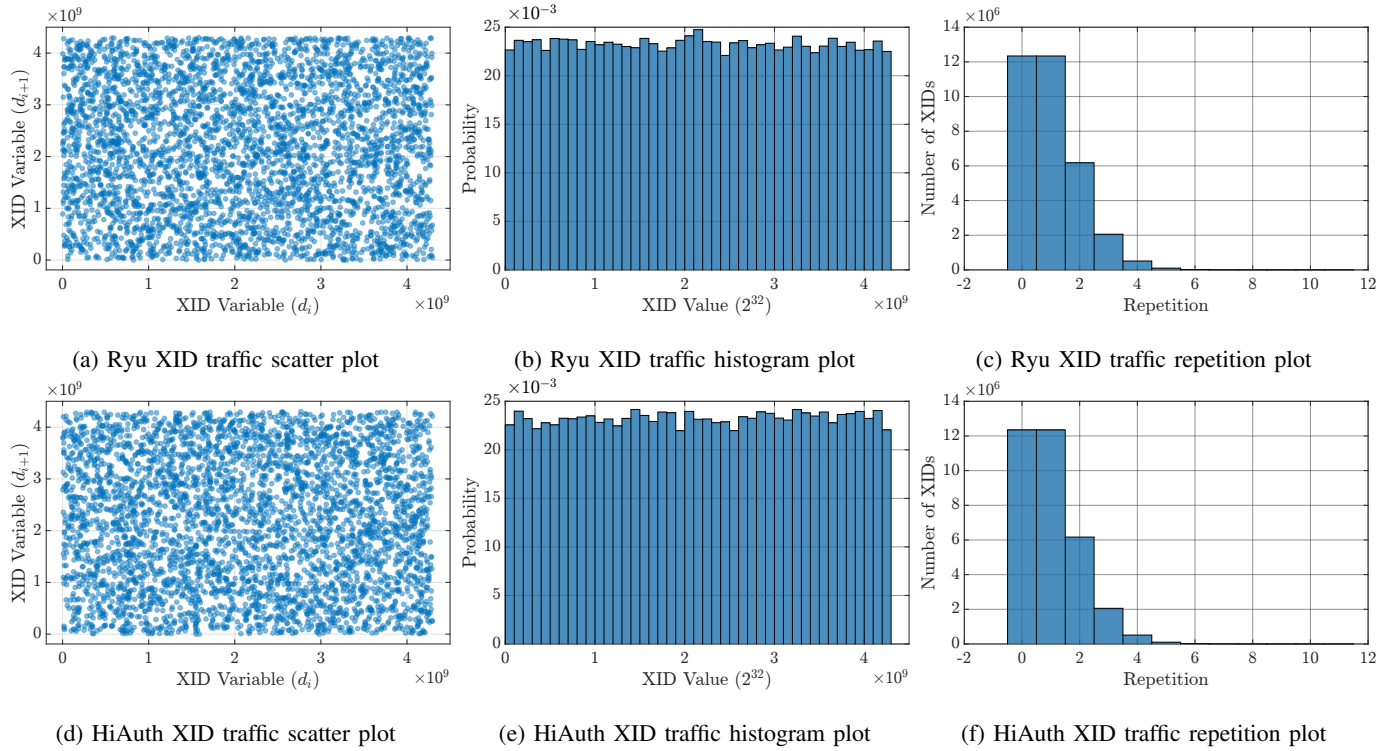 ×10^9
4
3
2
1
0
XID Variable (d_{i+1})
0 1 2 3 4
XID Variable (d_i)
×10^9
(a) Ryu XID traffic scatter plot
×10^{-3}
25
20
15
10
5
0
Probability
0 1 2 3 4
XID Value (2^{32})
×10^9
(b) Ryu XID traffic histogram plot
×10^6
14
12
10
8
6
4
2
0
Number of XIDs
-2 0 2 4 6 8 10 12
Repetition
(c) Ryu XID traffic repetition plot
×10^9
4
3
2
1
0
XID Variable (d_{i+1})
0 1 2 3 4
XID Variable (d_i)
×10^9
(d) HiAuth XID traffic scatter plot
×10^{-3}
25
20
15
10
5
0
Probability
0 1 2 3 4
XID Value (2^{32})
×10^9
(e) HiAuth XID traffic histogram plot
×10^6
14
12
10
8
6
4
2
0
Number of XIDs
-2 0 2 4 6 8 10 12
Repetition
(f) HiAuth XID traffic repetition plot